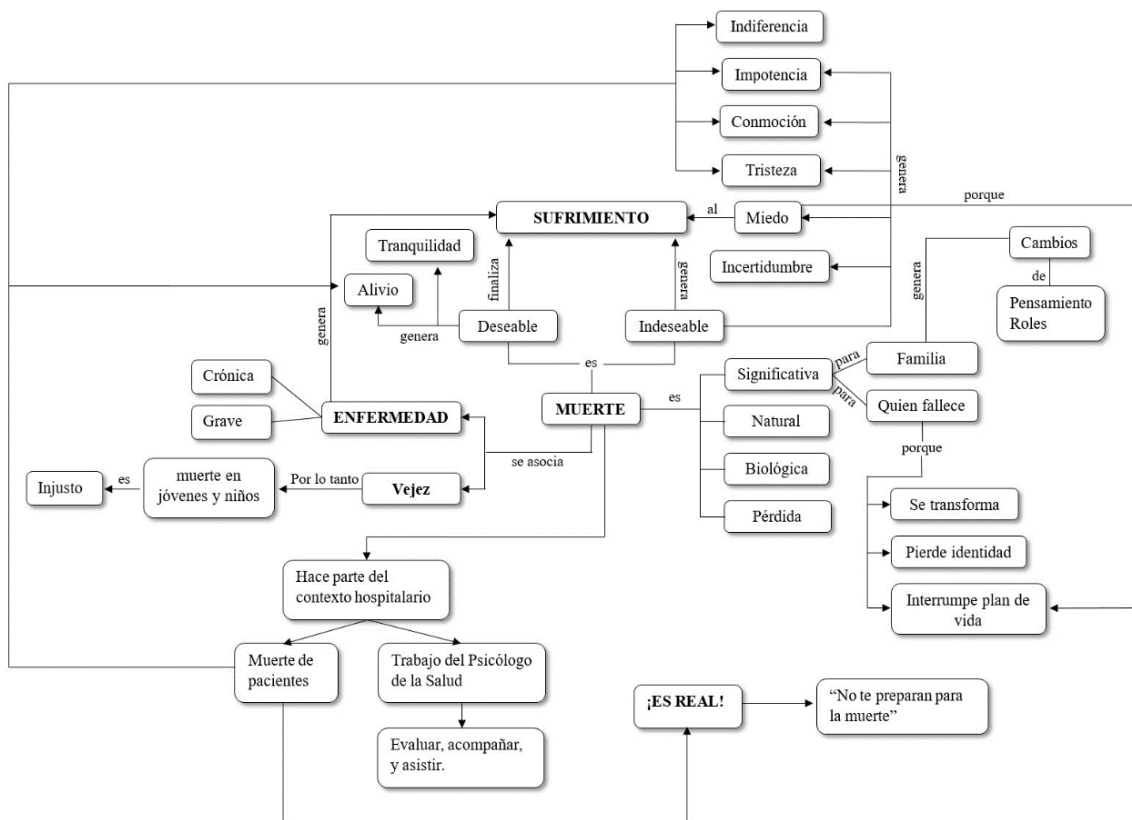 Indiferencia
Impotencia
Conmoción
genera
Tristeza
porque
SUFRIMIENTO
al
Miedo
Tranquilidad
Cambios
finaliza
genera
genera
Incertidumbre
de
Alivio
Pensamiento
Roles
genera
genera
Deseable
Indeseable
es
para
Familia
Significativa
Crónica
para
Quien fallece
MUERTE
es
Grave
ENFERMEDAD
Natural
porque
se asocia
Biológica
muerte en
jóvenes y niños
Por lo tanto
Vejez
es
Injusto
Se transforma
Pérdida
Pierde identidad
Hace parte del
contexto hospitalario
Interrumpe plan de
vida
Muerte de
pacientes
Trabajo del Psicólogo
de la Salud
¡ES REAL!
“No te preparan para
la muerte”
Evaluar, acompañar,
y asistir.